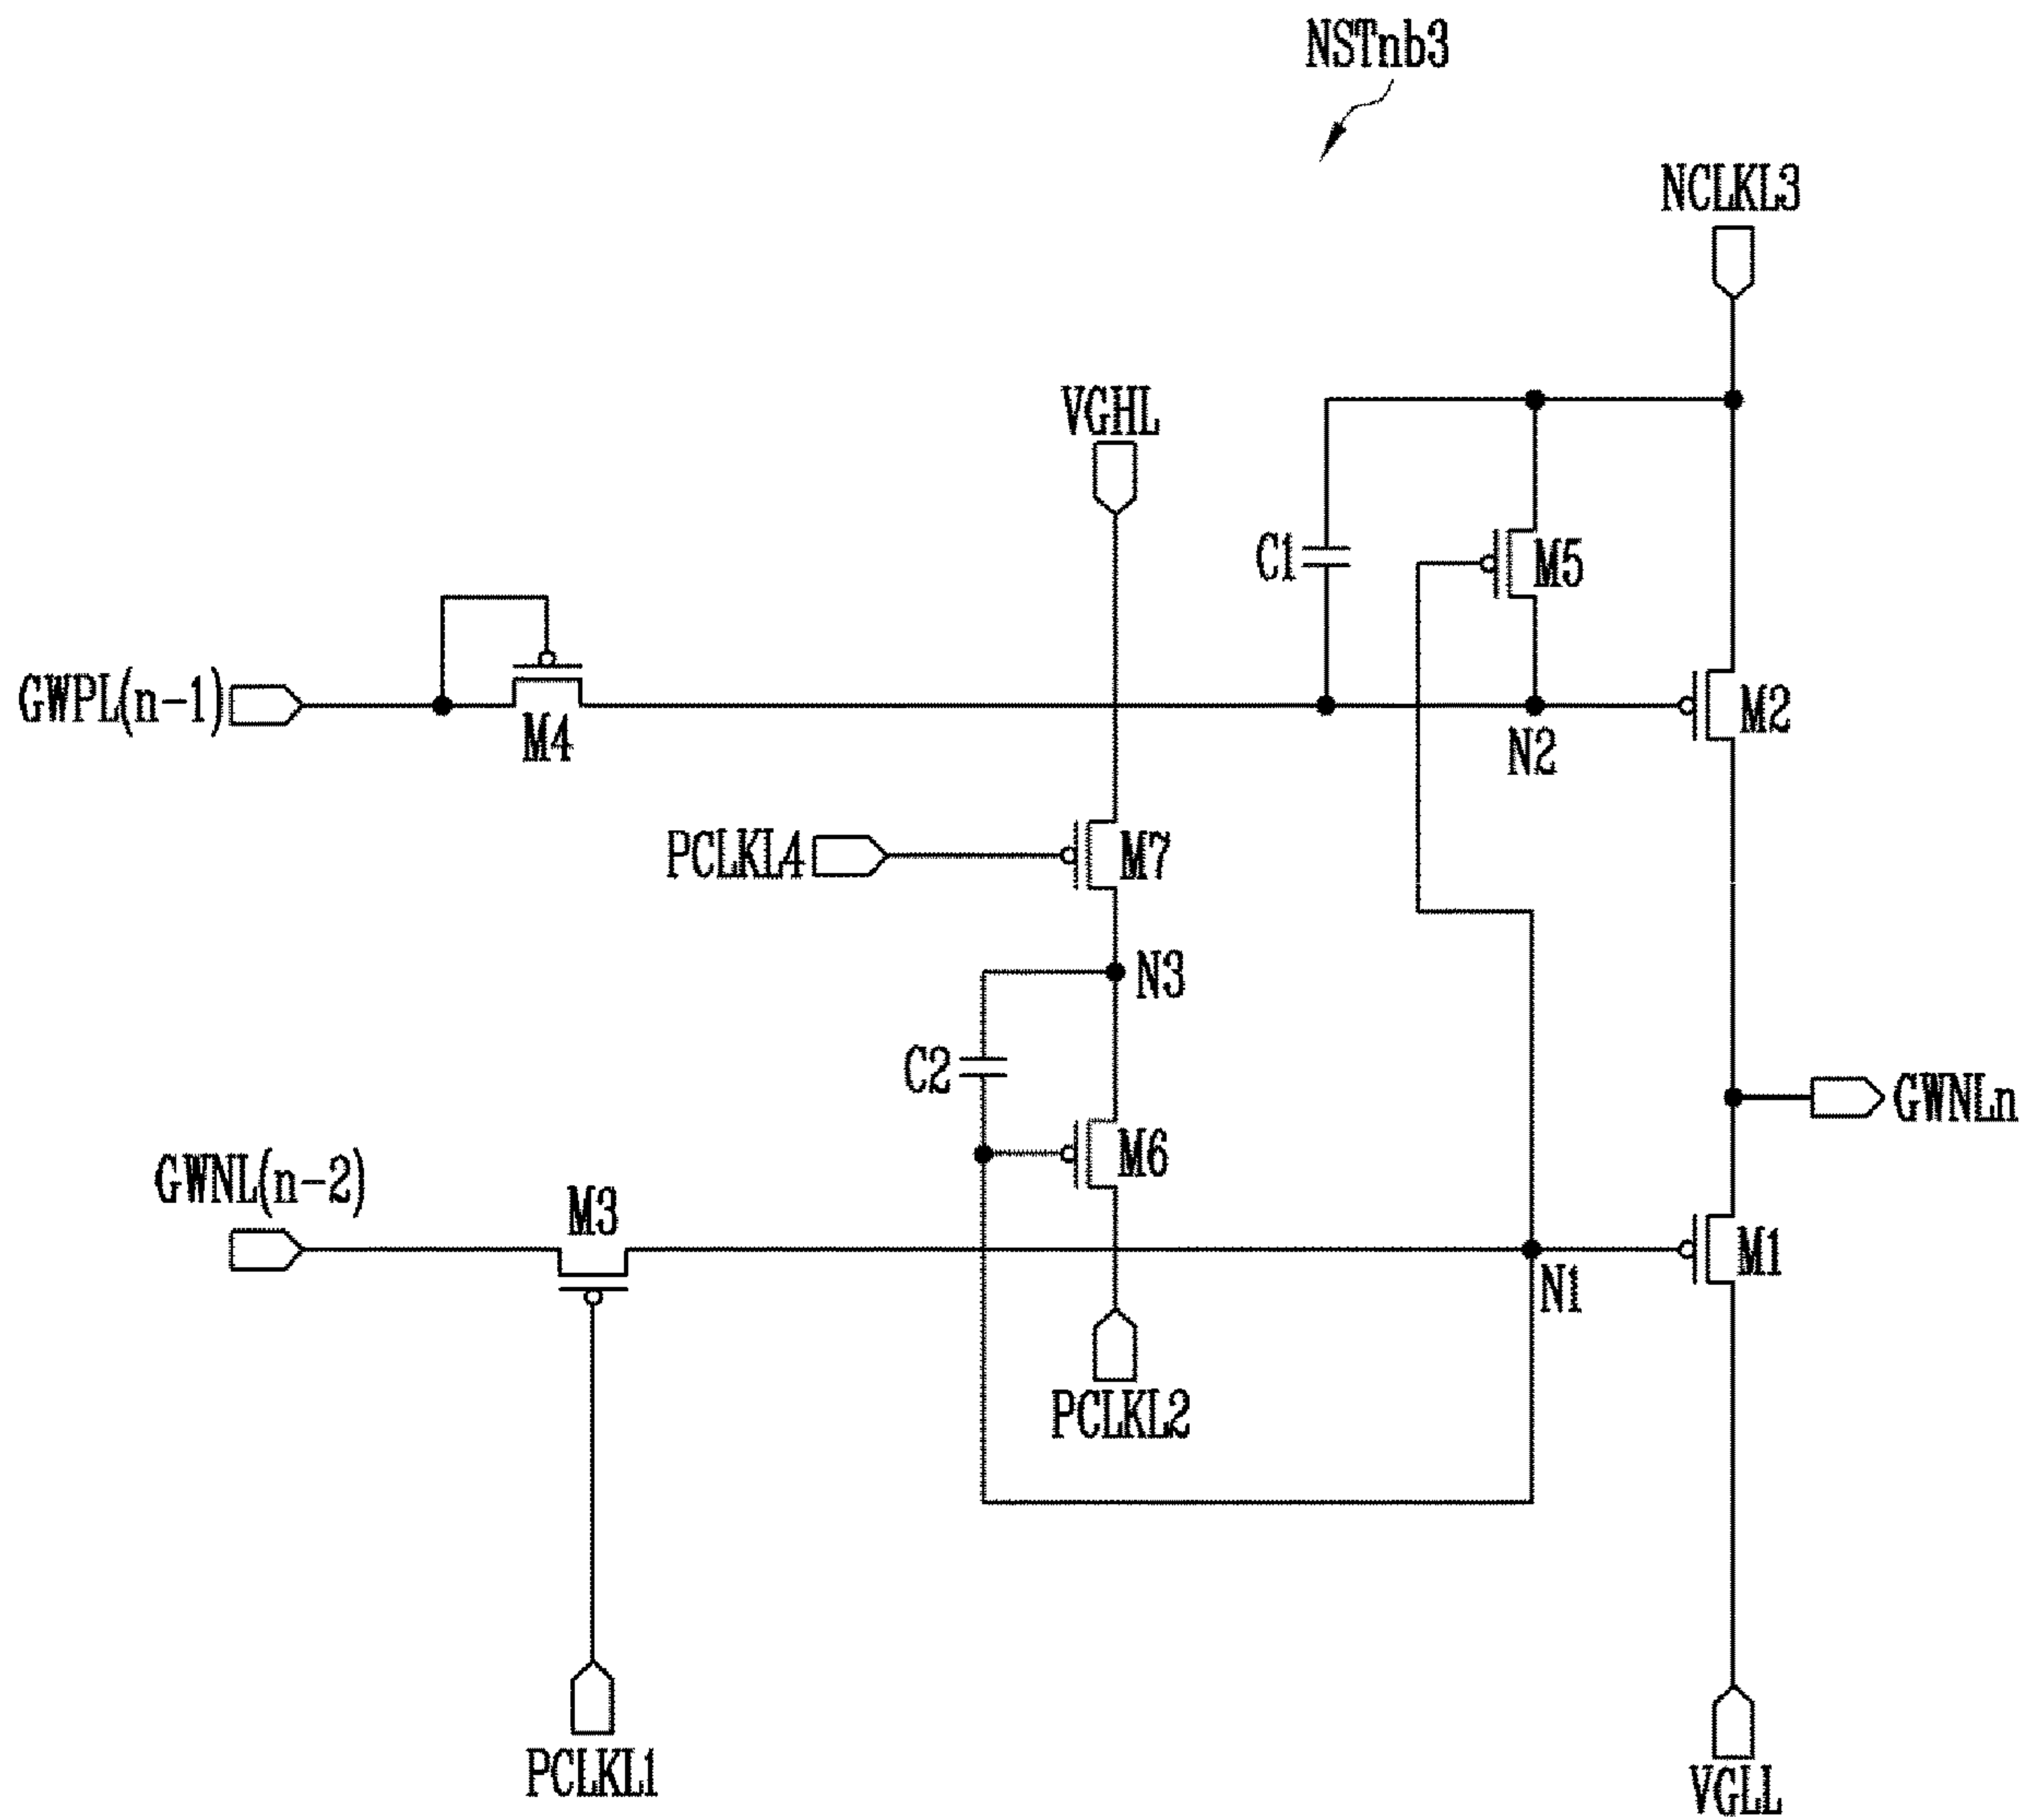 NSTnb3
NCLKL3
VGHL
C1
M5
GWPL(n-1)
M4
M2
N2
PCLKL4
M7
N3
C2
GWNLn
M6
GWNL(n-2)
M3
M1
N1
PCLKL2
PCLKL1
VGLL